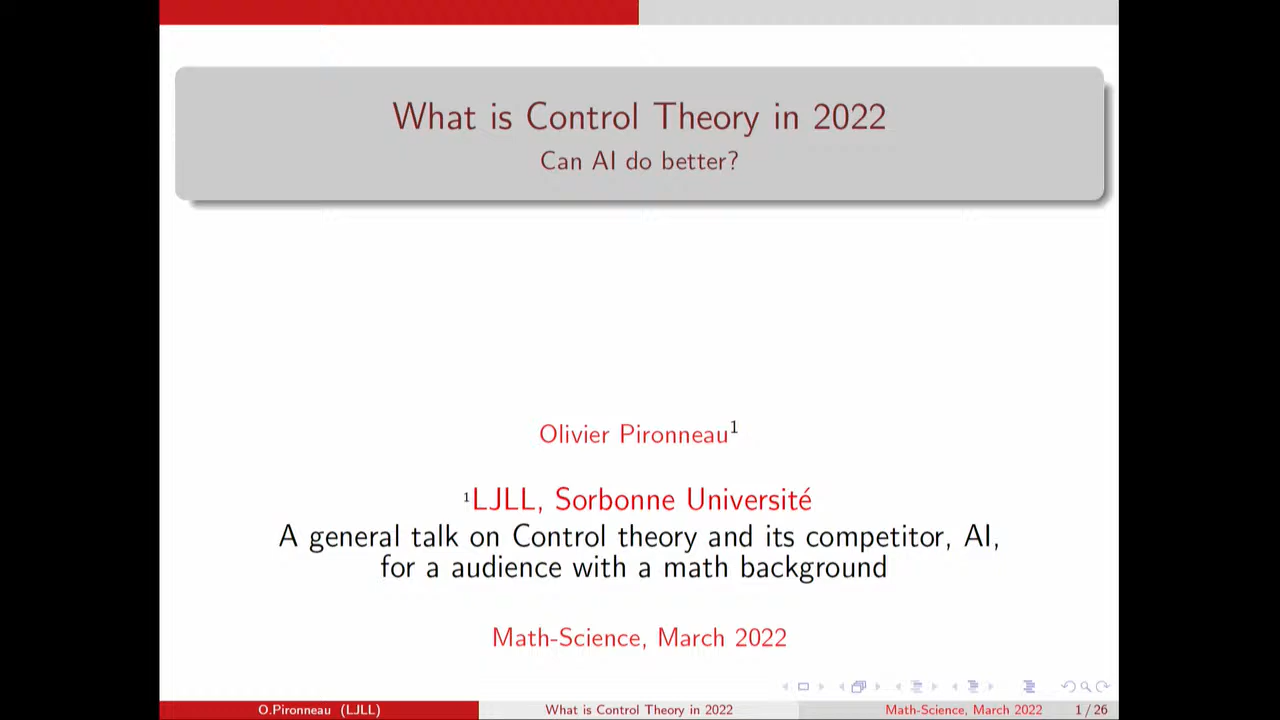 What is Control Theory in 2022
Can AI do better?
Olivier Pironneau¹
¹LJLL, Sorbonne Université
A general talk on Control theory and its competitor, AI,
for a audience with a math background
Math-Science, March 2022
O.Pironneau (LJLL) What is Control Theory in 2022 Math-Science, March 2022 1 / 26